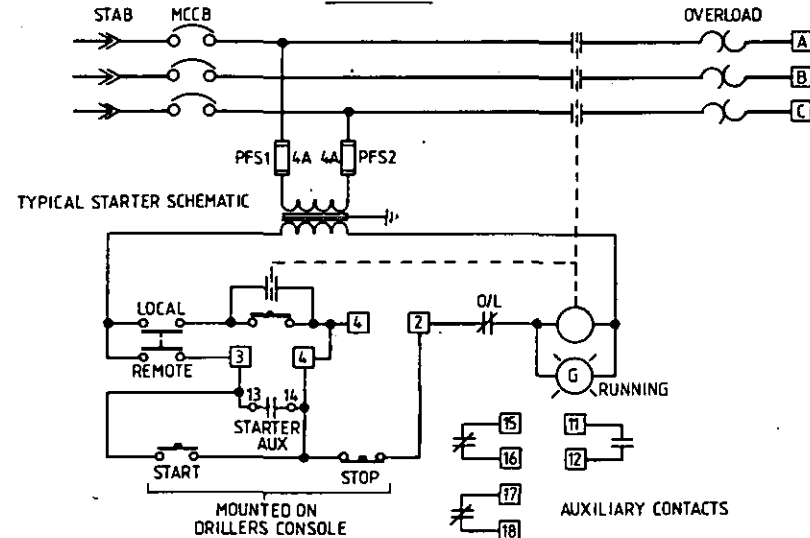 STAB MCCB OVERLOAD
A
B
C
PFS1 4A 4A PFS2
TYPICAL STARTER SCHEMATIC
LOCAL 4 2 O/L
REMOTE 3 4
G RUNNING
13 14
STARTER
AUX
START STOP
15 11
16 12
17
18
MOUNTED ON
DRILLERS CONSOLE
AUXILIARY CONTACTS